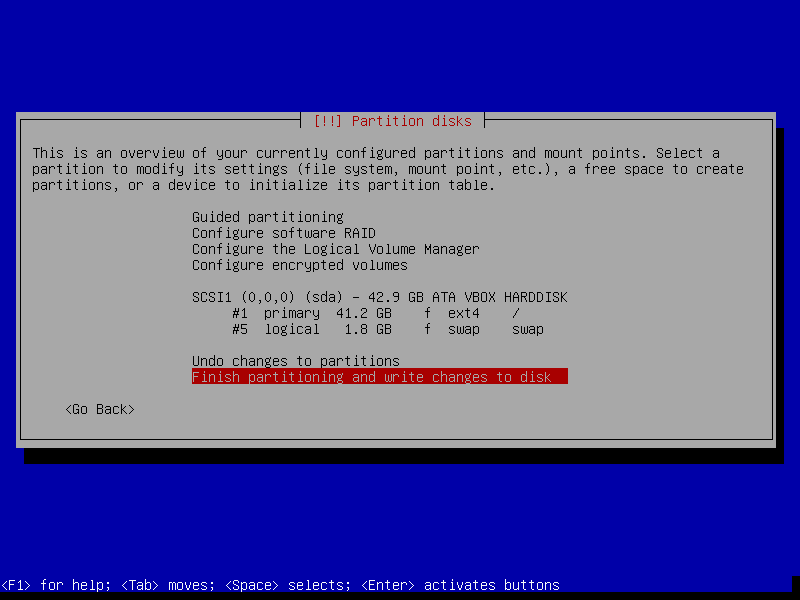 [!!] Partition disks
This is an overview of your currently configured partitions and mount points. Select a
partition to modify its settings (file system, mount point, etc.), a free space to create
partitions, or a device to initialize its partition table.
Guided partitioning
Configure software RAID
Configure the Logical Volume Manager
Configure encrypted volumes
SCSI1 (0,0,0) (sda) - 42.9 GB ATA VBOX HARDDISK
#1 primary 41.2 GB f ext4 /
#5 logical 1.8 GB f swap swap
Undo changes to partitions
Finish partitioning and write changes to disk
<Go Back>
<F1> for help; <Tab> moves; <Space> selects; <Enter> activates buttons